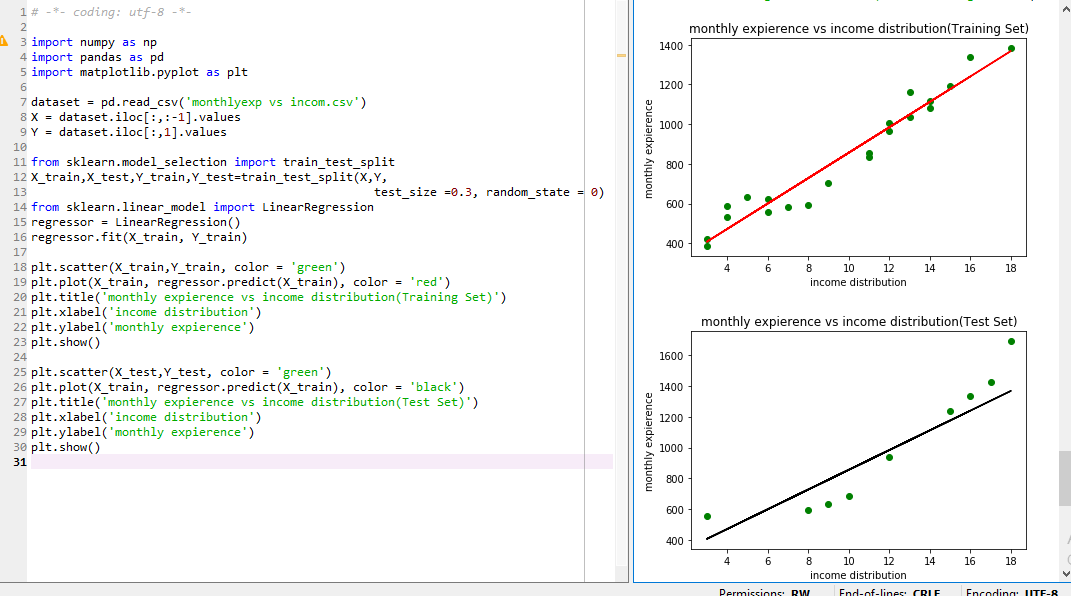 1 # -*- coding: utf-8 -*-
2
3 import numpy as np
4 import pandas as pd
5 import matplotlib.pyplot as plt
6
7 dataset = pd.read_csv('monthlyexp vs incom.csv')
8 X = dataset.iloc[:,:-1].values
9 Y = dataset.iloc[:,1].values
10
11 from sklearn.model_selection import train_test_split
12 X_train,X_test,Y_train,Y_test=train_test_split(X,Y,
13 test_size =0.3, random_state = 0)
14 from sklearn.linear_model import LinearRegression
15 regressor = LinearRegression()
16 regressor.fit(X_train, Y_train)
17
18 plt.scatter(X_train,Y_train, color = 'green')
19 plt.plot(X_train, regressor.predict(X_train), color = 'red')
20 plt.title('monthly expierence vs income distribution(Training Set)')
21 plt.xlabel('income distribution')
22 plt.ylabel('monthly expierence')
23 plt.show()
24
25 plt.scatter(X_test,Y_test, color = 'green')
26 plt.plot(X_train, regressor.predict(X_train), color = 'black')
27 plt.title('monthly expierence vs income distribution(Test Set)')
28 plt.xlabel('income distribution')
29 plt.ylabel('monthly expierence')
30 plt.show()
31
monthly expierence vs income distribution(Training Set)
monthly expierence
1400
1200
1000
800
600
400
4 6 8 10 12 14 16 18
income distribution
monthly expierence vs income distribution(Test Set)
monthly expierence
1600
1400
1200
1000
800
600
400
4 6 8 10 12 14 16 18
income distribution
Permissions: RW End-of-lines: CRLF Encoding: UTF-8